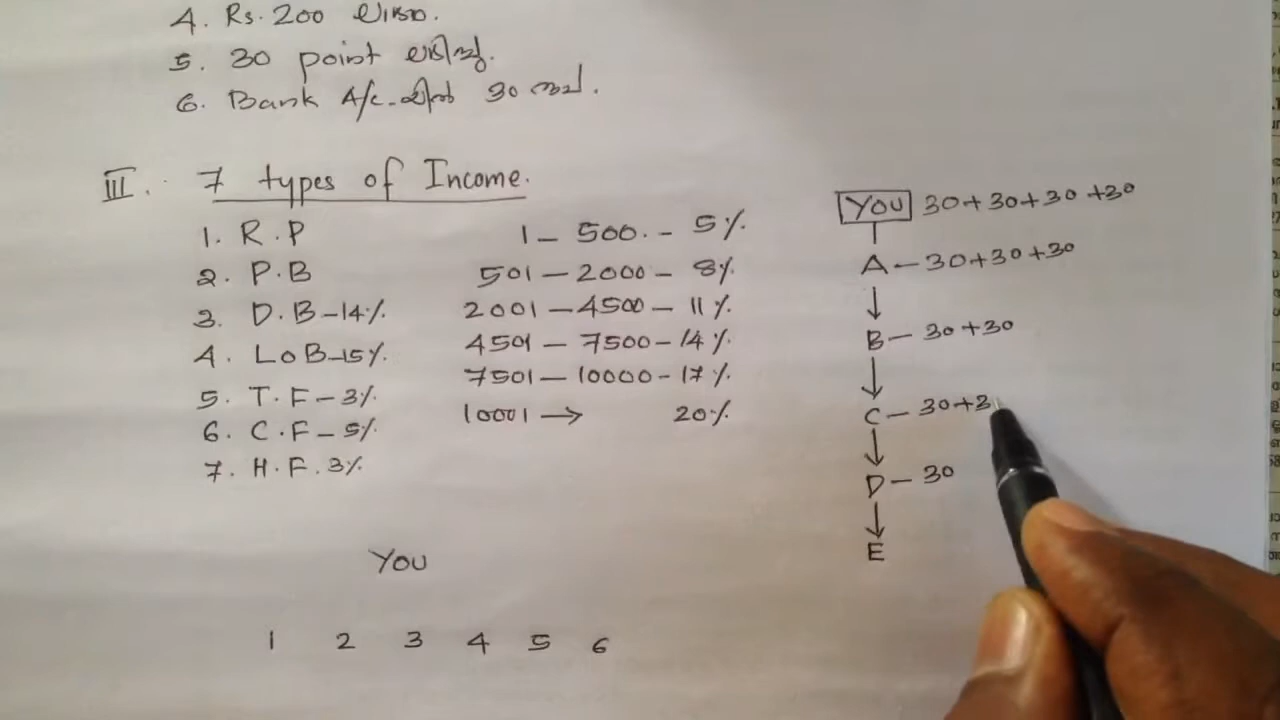 4. Rs. 200 ലാഭം.
5. 30 point ലഭിച്ചു.
6. Bank A/c-യിൽ 30 നും.
III. 7 types of Income.
1. R.P
2. P.B
3. D.B-14%
4. LoB-15%
5. T.F-3%
6. C.F-5%
7. H.F. 3%
1-500.-5%
501-2000-8%
2001-4500-11%
4501-7500-14%
7501-10000-17%
10001→ 20%
YOU 30+30+30+30
A-30+30+30
B-30+30
C-30+3
D-30
E
YOU
1 2 3 4 5 6